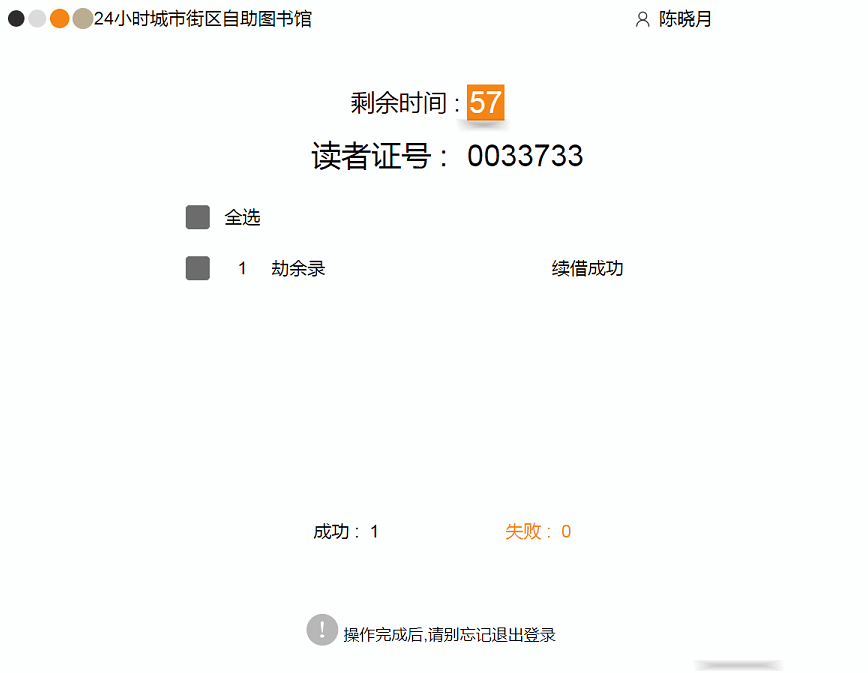 24小时城市街区自助图书馆 陈晓月
剩余时间 : 57
读者证号 : 0033733
全选
1 劫余录 续借成功
成功 : 1 失败 : 0
! 操作完成后,请别忘记退出登录